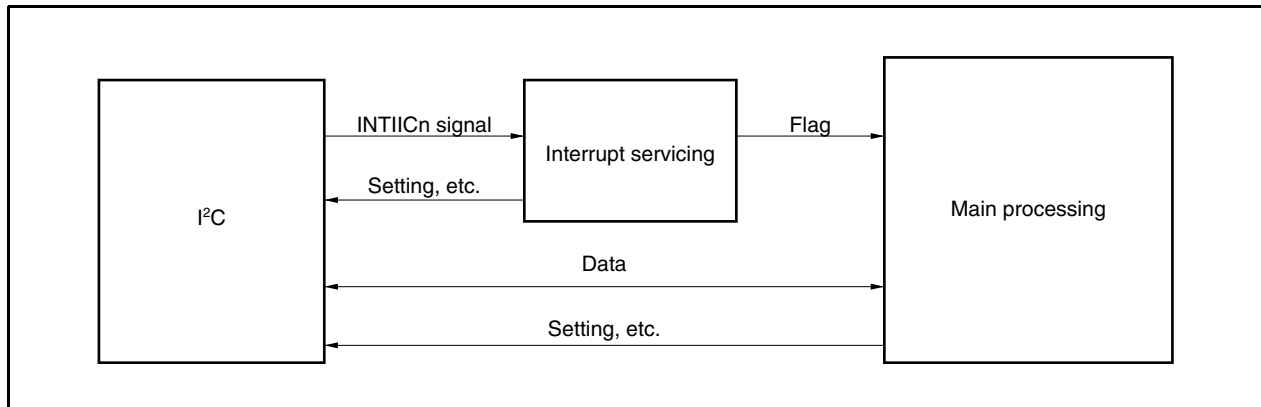 INTIICn signal
Flag
Interrupt servicing
Setting, etc.
I²C
Main processing
Data
Setting, etc.